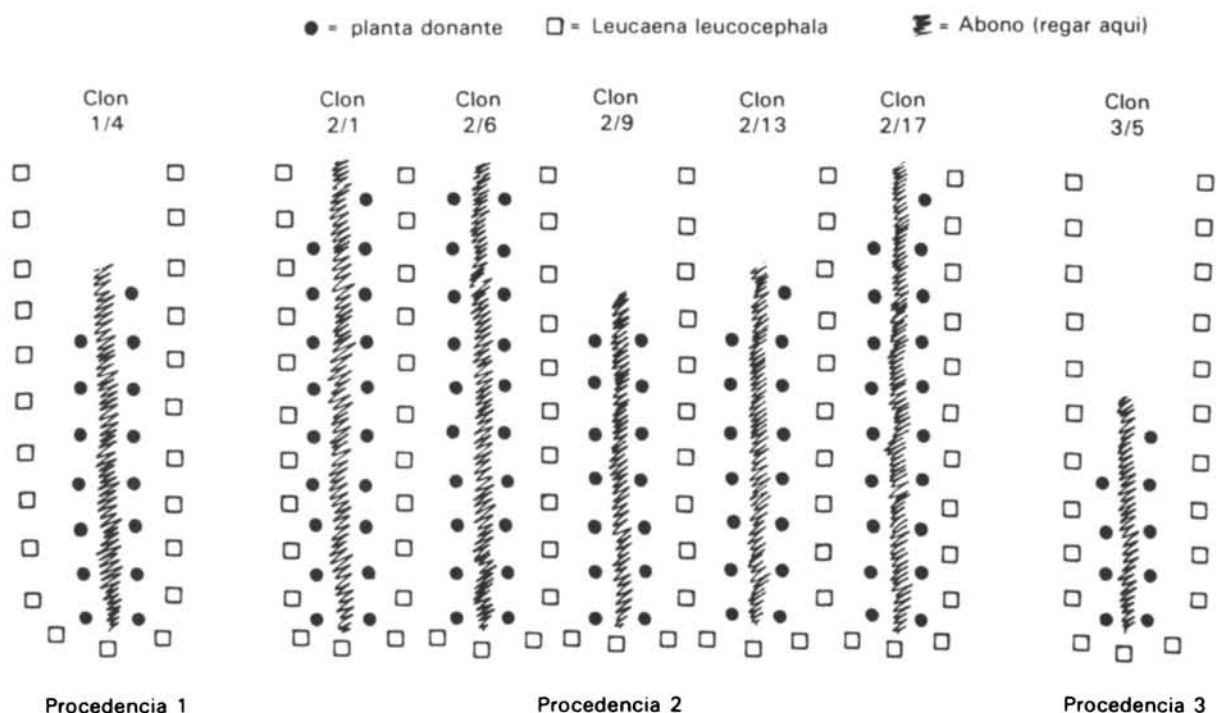 ● = planta donante □ = Leucaena leucocephala = Abono (regar aqui)
Clon Clon Clon Clon Clon Clon Clon
1/4 2/1 2/6 2/9 2/13 2/17 3/5
Procedencia 1 Procedencia 2 Procedencia 3